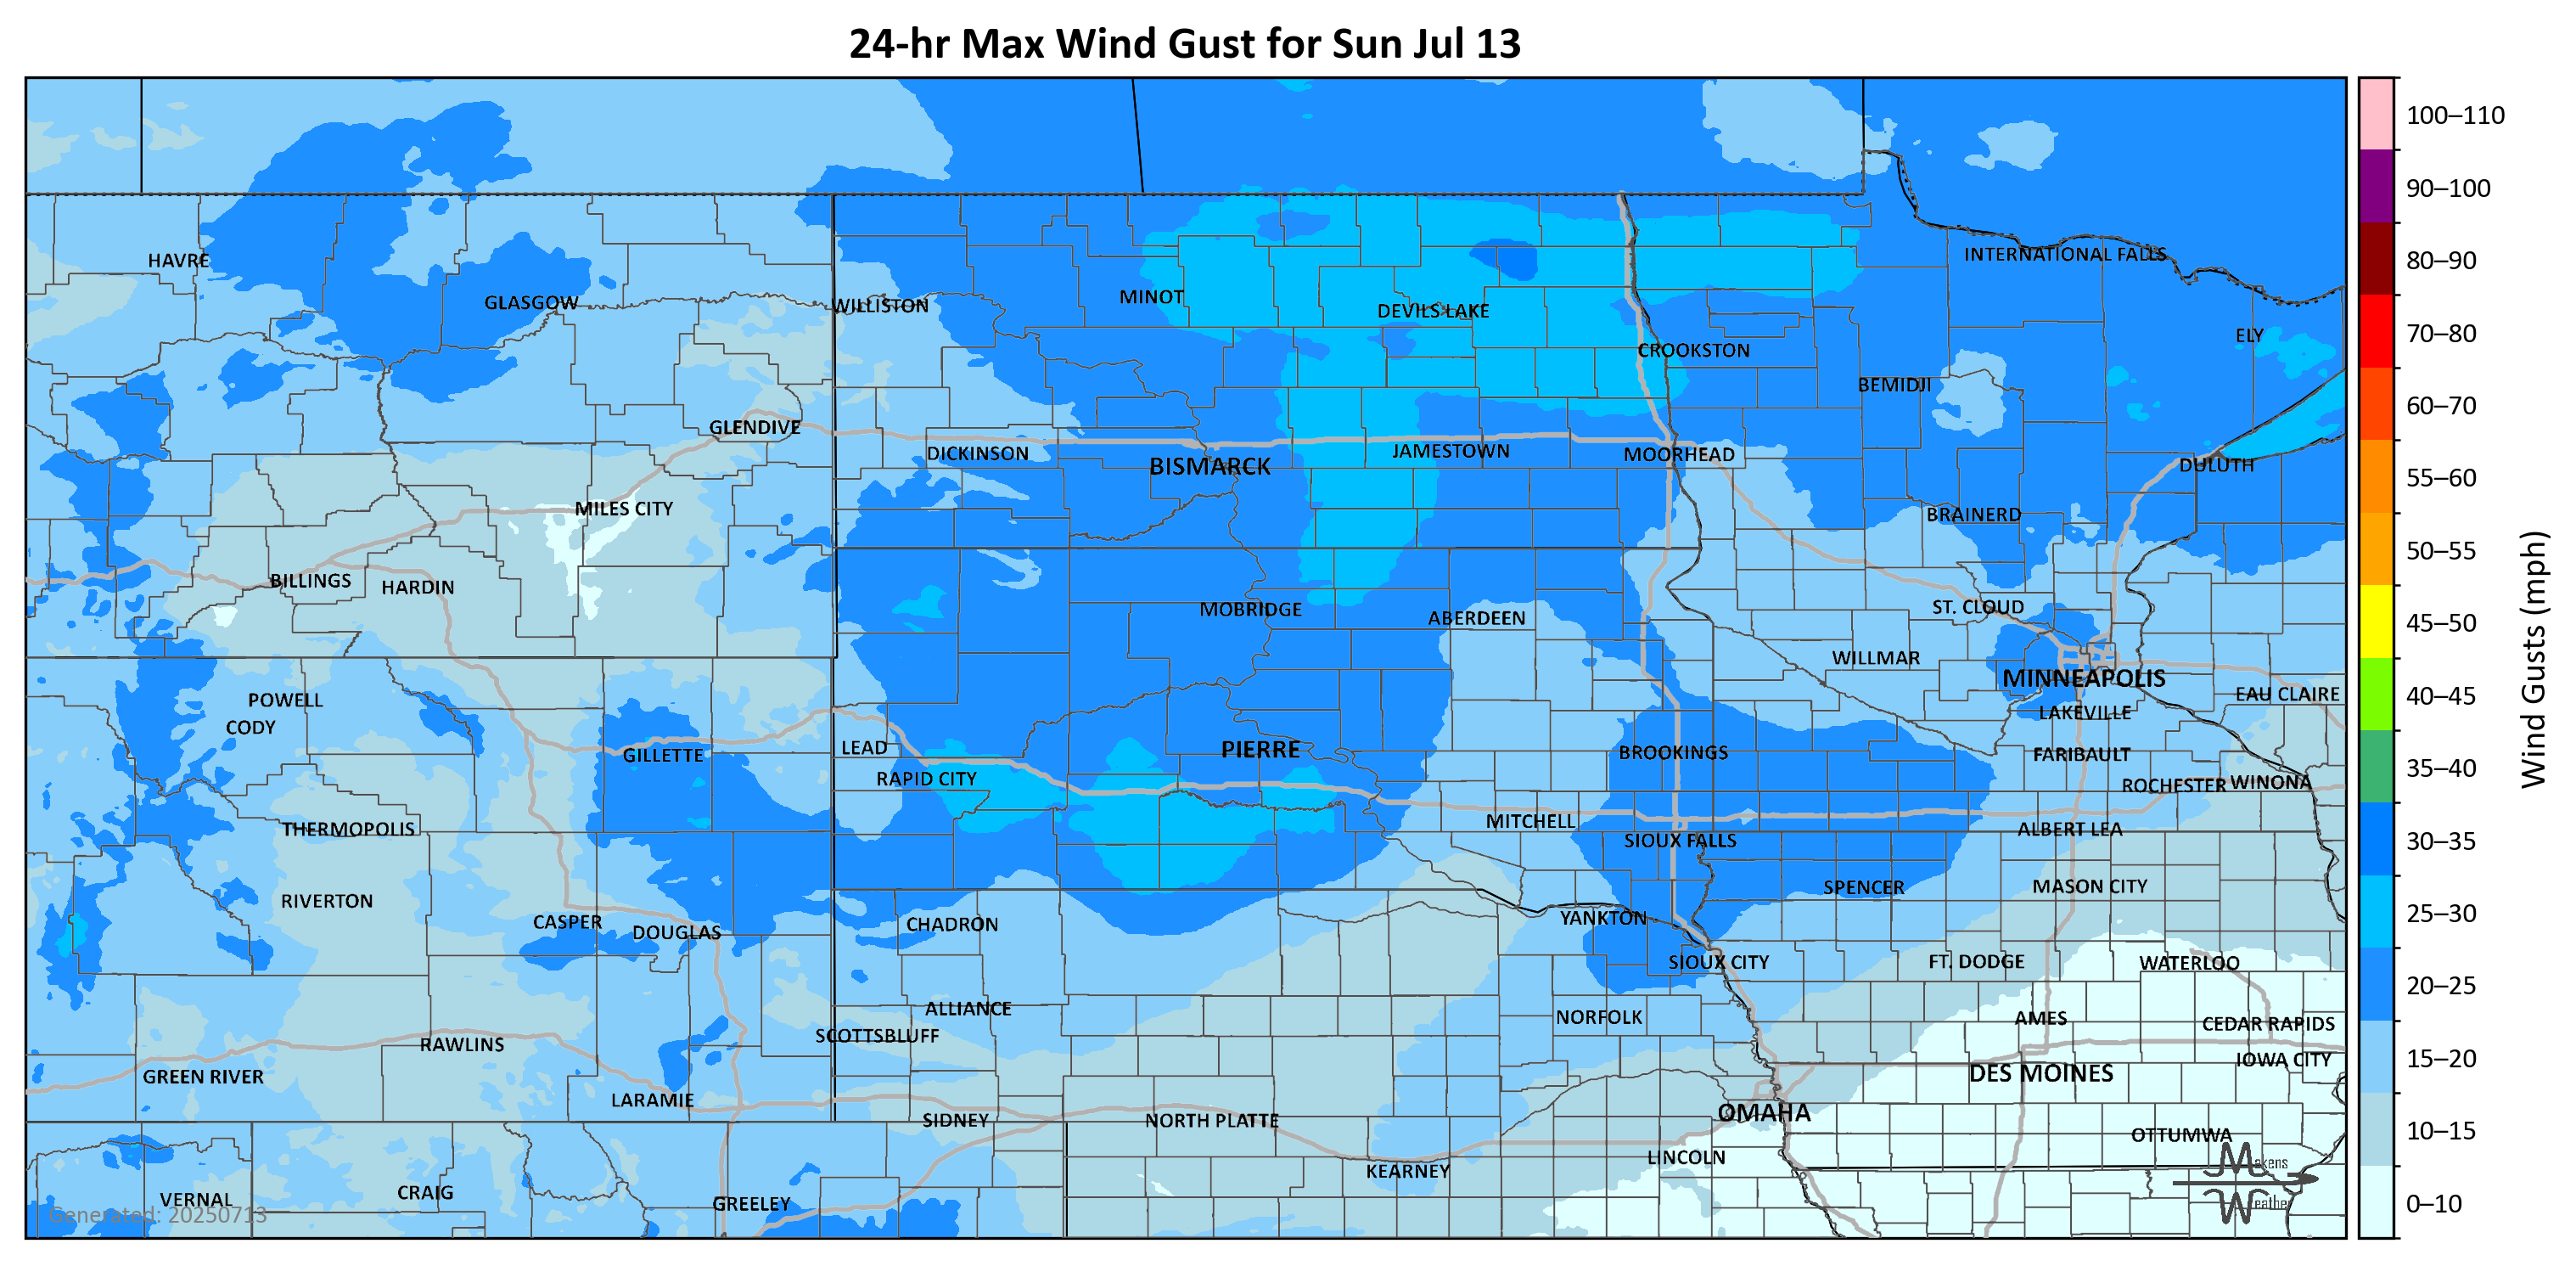 24-hr Max Wind Gust for Sun Jul 13
100–110
90–100
80–90
70–80
60–70
55–60
50–55
45–50
40–45
35–40
30–35
25–30
20–25
15–20
10–15
0–10
Wind Gusts (mph)
HAVRE
INTERNATIONAL FALLS
GLASGOW
WILLISTON
MINOT
DEVILS LAKE
ELY
CROOKSTON
BEMIDJI
GLENDIVE
DICKINSON
BISMARCK
JAMESTOWN
MOORHEAD
DULUTH
MILES CITY
BRAINERD
BILLINGS
HARDIN
MOBRIDGE
ABERDEEN
ST. CLOUD
WILLMAR
MINNEAPOLIS
POWELL
EAU CLAIRE
CODY
LAKEVILLE
GILLETTE
LEAD
PIERRE
BROOKINGS
FARIBAULT
RAPID CITY
ROCHESTER
WINONA
THERMOPOLIS
MITCHELL
SIOUX FALLS
ALBERT LEA
RIVERTON
SPENCER
MASON CITY
CASPER
DOUGLAS
CHADRON
YANKTON
SIOUX CITY
FT. DODGE
WATERLOO
ALLIANCE
NORFOLK
AMES
CEDAR RAPIDS
SCOTTSBLUFF
RAWLINS
IOWA CITY
GREEN RIVER
DES MOINES
LARAMIE
SIDNEY
NORTH PLATTE
OMAHA
OTTUMWA
KEARNEY
LINCOLN
VERNAL
CRAIG
GREELEY
Generated: 20250713
Makens
Weather